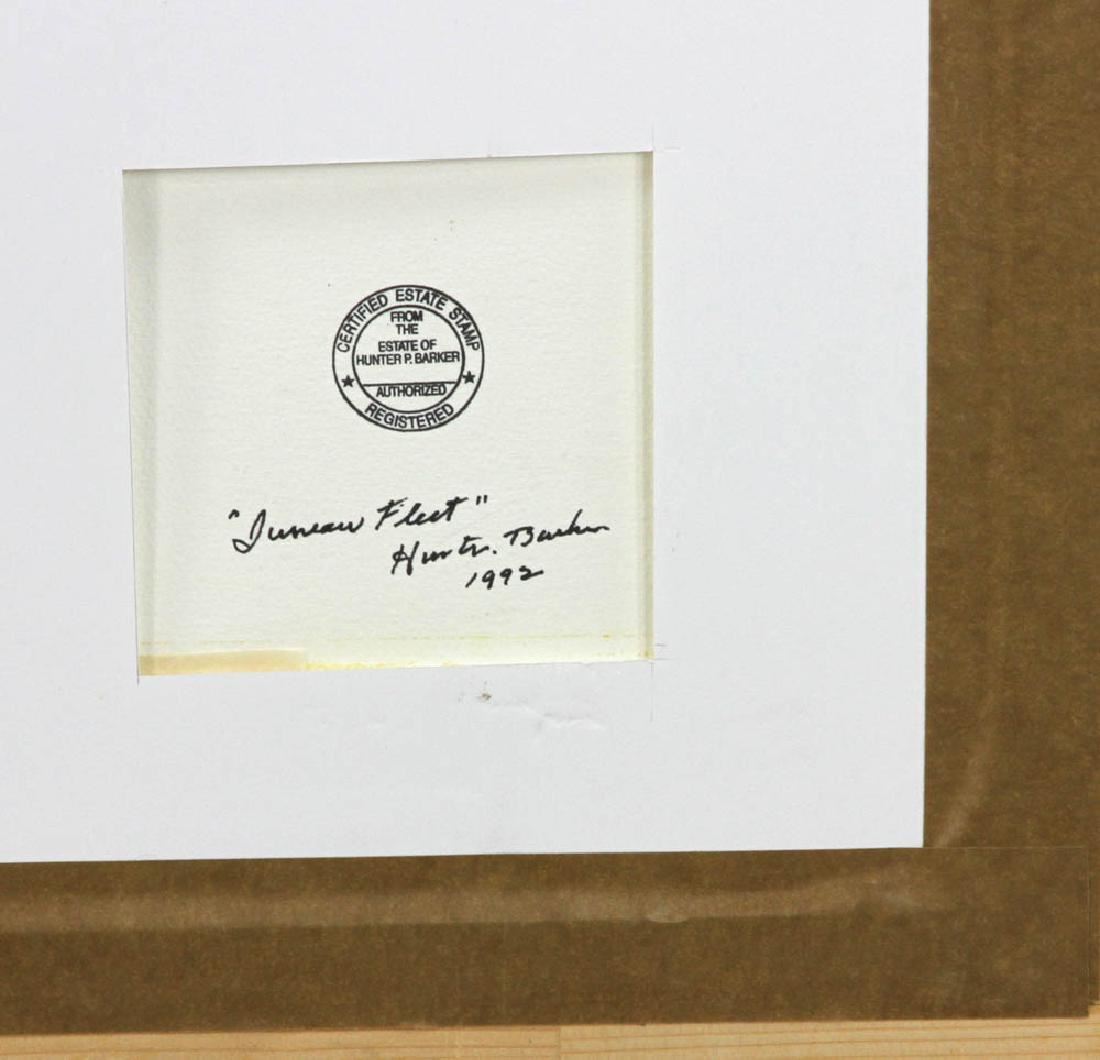 CERTIFIED ESTATE STAMP
FROM
THE
ESTATE OF
HUNTER P. BARKER
AUTHORIZED
REGISTERED
"Juneau Fleet"
Hunter Barker
1992